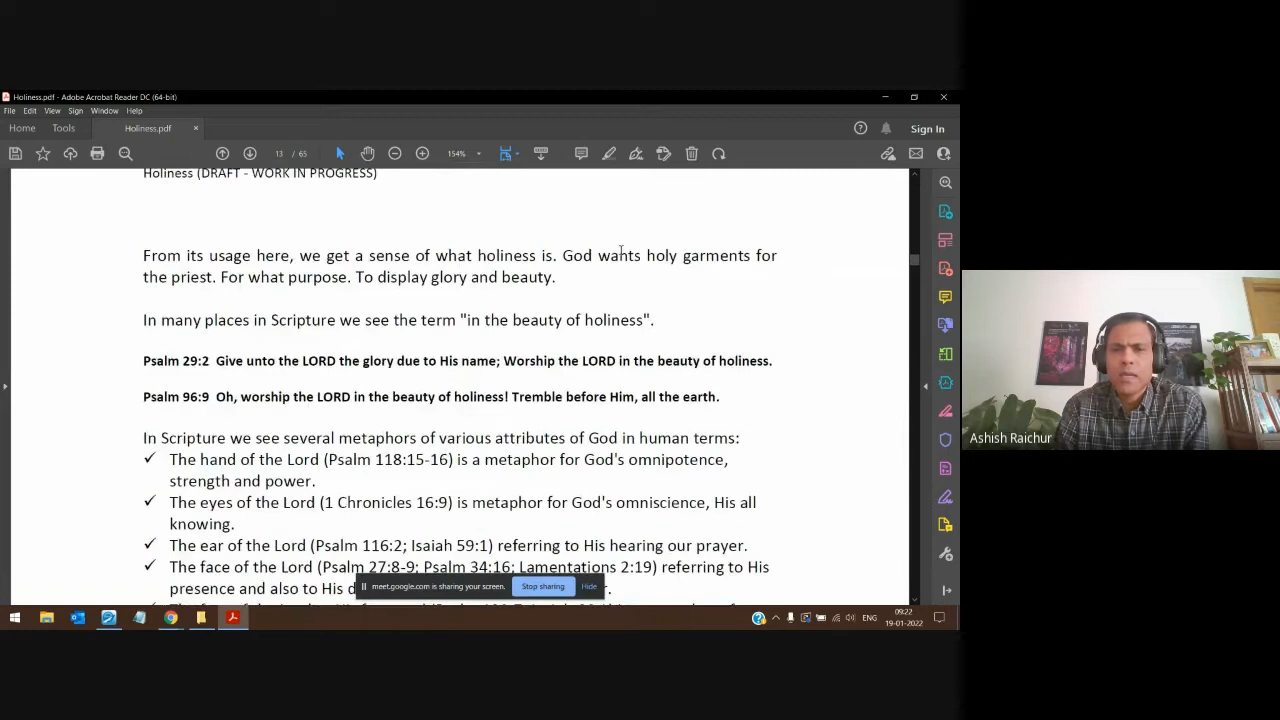 Holiness.pdf - Adobe Acrobat Reader DC (64-bit)
File Edit View Sign Window Help
Home Tools Holiness.pdf × Sign In
13 / 65 154%
Holiness (DRAFT - WORK IN PROGRESS)
From its usage here, we get a sense of what holiness is. God wants holy garments for
the priest. For what purpose. To display glory and beauty.
In many places in Scripture we see the term "in the beauty of holiness".
Psalm 29:2 Give unto the LORD the glory due to His name; Worship the LORD in the beauty of holiness.
Psalm 96:9 Oh, worship the LORD in the beauty of holiness! Tremble before Him, all the earth.
In Scripture we see several metaphors of various attributes of God in human terms:
✓ The hand of the Lord (Psalm 118:15-16) is a metaphor for God's omnipotence,
strength and power.
✓ The eyes of the Lord (1 Chronicles 16:9) is metaphor for God's omniscience, His all
knowing.
✓ The ear of the Lord (Psalm 116:2; Isaiah 59:1) referring to His hearing our prayer.
✓ The face of the Lord (Psalm 27:8-9; Psalm 34:16; Lamentations 2:19) referring to His
presence and also to His
meet.google.com is sharing your screen. Stop sharing Hide
ENG
09:22
19-01-2022
Ashish Raichur